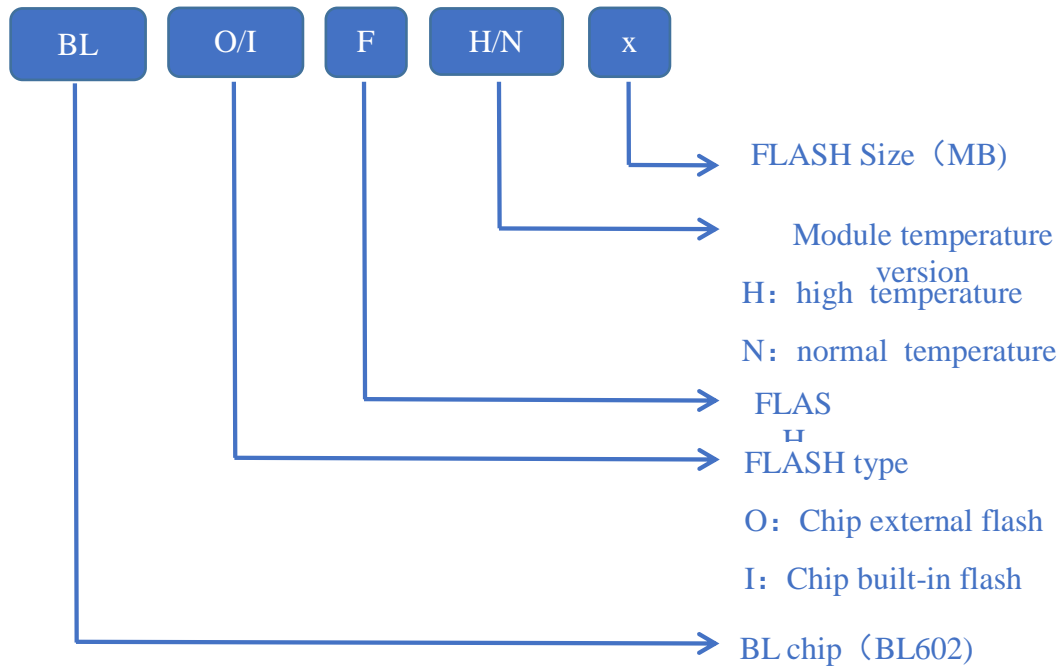 BL O/I F H/N x
FLASH Size（MB)
Module temperature
version
H：high temperature
N：normal temperature
FLAS
H
FLASH type
O：Chip external flash
I：Chip built-in flash
BL chip（BL602)